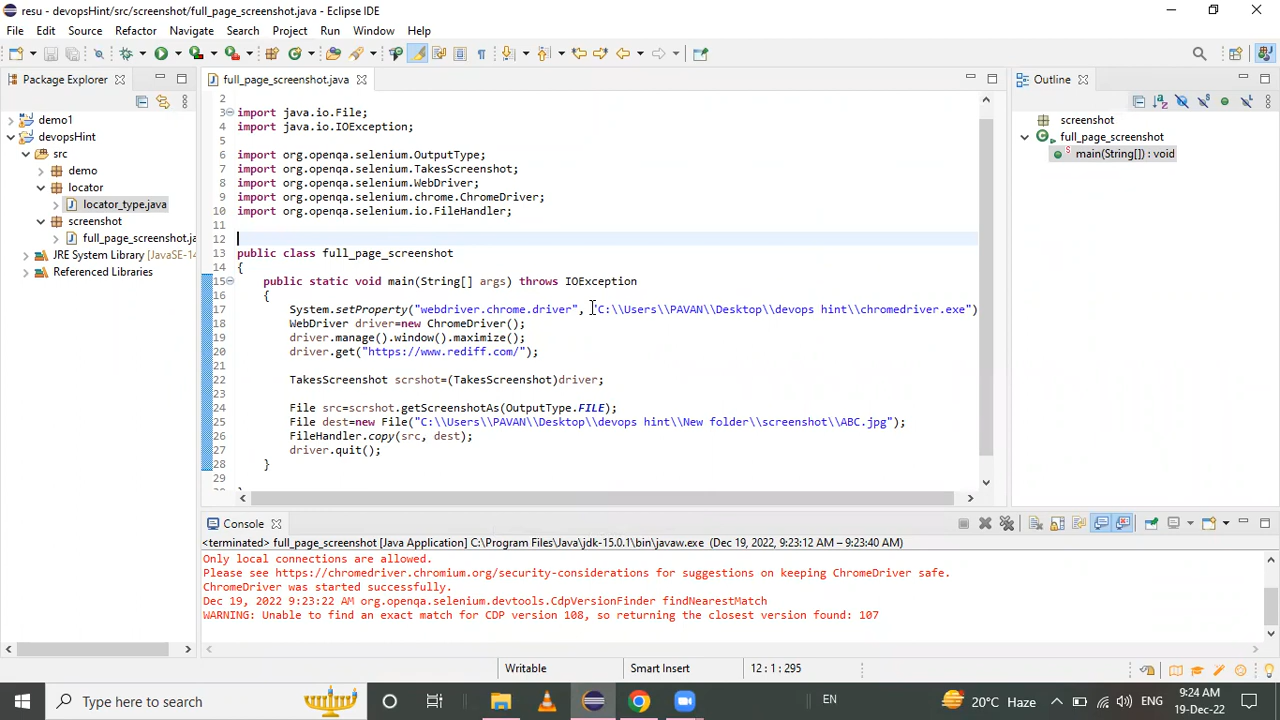 resu - devopsHint/src/screenshot/full_page_screenshot.java - Eclipse IDE
File Edit Source Refactor Navigate Search Project Run Window Help
Package Explorer
demo1
devopsHint
src
demo
locator
locator_type.java
screenshot
full_page_screenshot.ja
JRE System Library [JavaSE-14
Referenced Libraries
full_page_screenshot.java
2
3 import java.io.File;
4 import java.io.IOException;
5
6 import org.openqa.selenium.OutputType;
7 import org.openqa.selenium.TakesScreenshot;
8 import org.openqa.selenium.WebDriver;
9 import org.openqa.selenium.chrome.ChromeDriver;
10 import org.openqa.selenium.io.FileHandler;
11
12
13 public class full_page_screenshot
14 {
15 public static void main(String[] args) throws IOException
16 {
17 System.setProperty("webdriver.chrome.driver", "C:\\Users\\PAVAN\\Desktop\\devops hint\\chromedriver.exe")
18 WebDriver driver=new ChromeDriver();
19 driver.manage().window().maximize();
20 driver.get("https://www.rediff.com/");
21
22 TakesScreenshot scrshot=(TakesScreenshot)driver;
23
24 File src=scrshot.getScreenshotAs(OutputType.FILE);
25 File dest=new File("C:\\Users\\PAVAN\\Desktop\\devops hint\\New folder\\screenshot\\ABC.jpg");
26 FileHandler.copy(src, dest);
27 driver.quit();
28 }
29
Outline
screenshot
full_page_screenshot
main(String[]) : void
Console
<terminated> full_page_screenshot [Java Application] C:\Program Files\Java\jdk-15.0.1\bin\javaw.exe (Dec 19, 2022, 9:23:12 AM – 9:23:40 AM)
Only local connections are allowed.
Please see https://chromedriver.chromium.org/security-considerations for suggestions on keeping ChromeDriver safe.
ChromeDriver was started successfully.
Dec 19, 2022 9:23:22 AM org.openqa.selenium.devtools.CdpVersionFinder findNearestMatch
WARNING: Unable to find an exact match for CDP version 108, so returning the closest version found: 107
Writable Smart Insert 12 : 1 : 295
Type here to search
EN
20°C Haze
9:24 AM
19-Dec-22